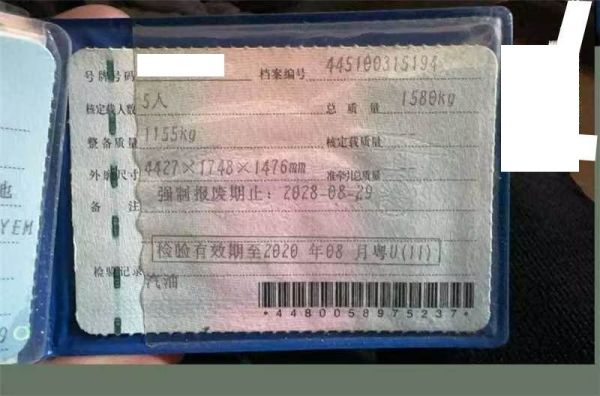 号牌号码 档案编号 445100315194
核定载人数 5人 总质量 1580kg
整备质量 1155kg 核定载质量 --
外廓尺寸 4427×1748×1476mm 准牵引总质量 --
备注 强制报废期止：2028-08-29
检验有效期至2020 年08 月粤U(11)
检验记录 汽油
*4480058975237*
地
YEM